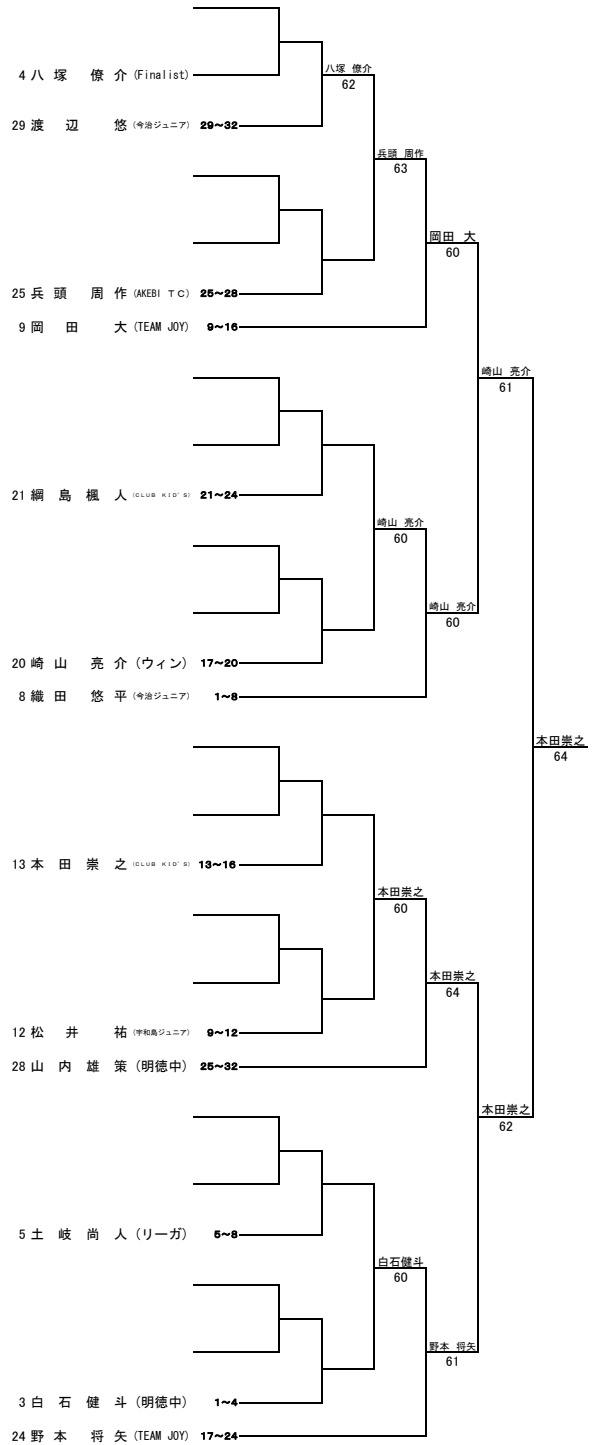 八塚 僚介
4 八 塚 僚 介 (Finalist)
62
29 渡 辺 悠 (今治ジュニア) 29~32
兵頭 周作
63
岡田 大
60
25 兵 頭 周 作 (AKEBI TC) 25~28
9 岡 田 大 (TEAM JOY) 9~16
崎山 亮介
61
21 綱 島 楓 人 (CLUB KID'S) 21~24
崎山 亮介
60
崎山 亮介
60
20 崎 山 亮 介 (ウィン) 17~20
8 織 田 悠 平 (今治ジュニア) 1~8
本田崇之
64
13 本 田 崇 之 (CLUB KID'S) 13~16
本田崇之
60
本田崇之
64
12 松 井 祐 (宇和島ジュニア) 9~12
28 山 内 雄 策 (明徳中) 25~32
本田崇之
62
5 土 岐 尚 人 (リーガ) 5~8
白石健斗
60
野本 将矢
61
3 白 石 健 斗 (明徳中) 1~4
24 野 本 将 矢 (TEAM JOY) 17~24